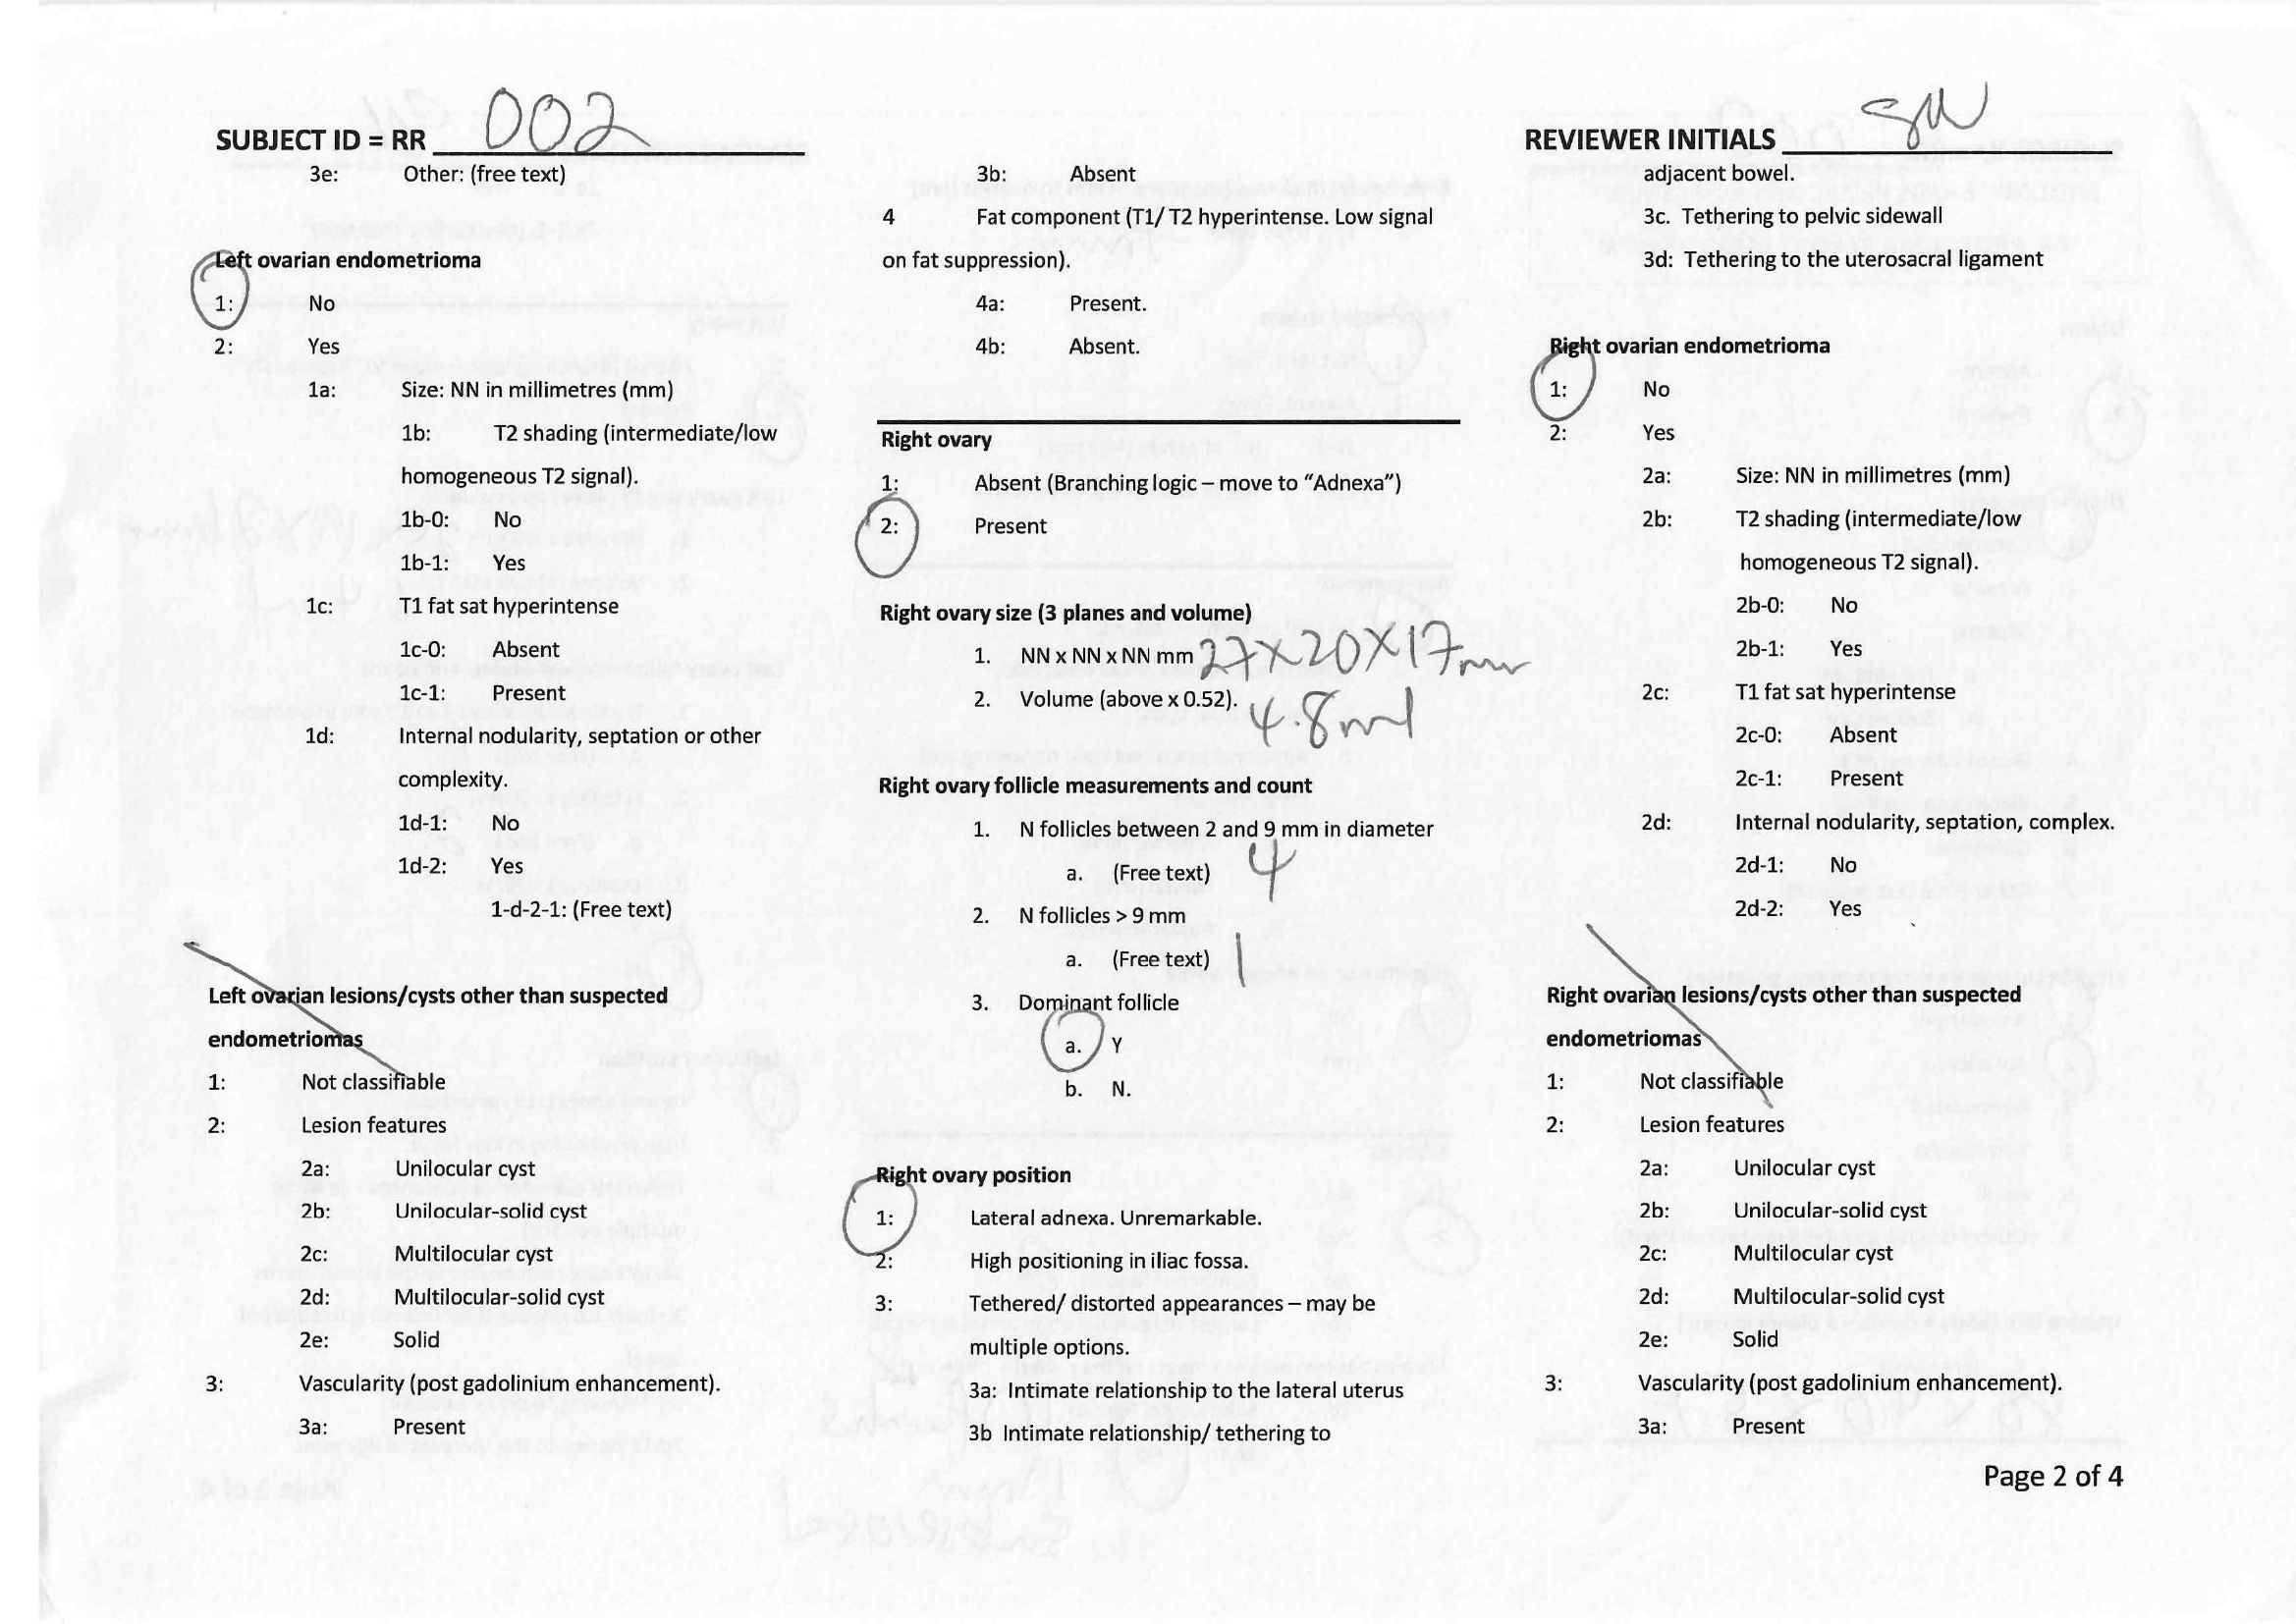 SUBJECT ID = RR 002
REVIEWER INITIALS SN
3e: Other: (free text)
Left ovarian endometrioma
1: No
2: Yes
1a: Size: NN in millimetres (mm)
1b: T2 shading (intermediate/low
homogeneous T2 signal).
1b-0: No
1b-1: Yes
1c: T1 fat sat hyperintense
1c-0: Absent
1c-1: Present
1d: Internal nodularity, septation or other
complexity.
1d-1: No
1d-2: Yes
1-d-2-1: (Free text)
Left ovarian lesions/cysts other than suspected
endometriomas
1: Not classifiable
2: Lesion features
2a: Unilocular cyst
2b: Unilocular-solid cyst
2c: Multilocular cyst
2d: Multilocular-solid cyst
2e: Solid
3: Vascularity (post gadolinium enhancement).
3a: Present
3b: Absent
4 Fat component (T1/ T2 hyperintense. Low signal
on fat suppression).
4a: Present.
4b: Absent.
Right ovary
1: Absent (Branching logic – move to “Adnexa”)
2: Present
Right ovary size (3 planes and volume)
1. NN x NN x NN mm 27x20x17mm
2. Volume (above x 0.52). 4.8ml
Right ovary follicle measurements and count
1. N follicles between 2 and 9 mm in diameter
a. (Free text) 4
2. N follicles > 9 mm
a. (Free text) 1
3. Dominant follicle
a. Y
b. N.
Right ovary position
1: Lateral adnexa. Unremarkable.
2: High positioning in iliac fossa.
3: Tethered/ distorted appearances – may be
multiple options.
3a: Intimate relationship to the lateral uterus
3b Intimate relationship/ tethering to
adjacent bowel.
3c. Tethering to pelvic sidewall
3d: Tethering to the uterosacral ligament
Right ovarian endometrioma
1: No
2: Yes
2a: Size: NN in millimetres (mm)
2b: T2 shading (intermediate/low
homogeneous T2 signal).
2b-0: No
2b-1: Yes
2c: T1 fat sat hyperintense
2c-0: Absent
2c-1: Present
2d: Internal nodularity, septation, complex.
2d-1: No
2d-2: Yes
Right ovarian lesions/cysts other than suspected
endometriomas
1: Not classifiable
2: Lesion features
2a: Unilocular cyst
2b: Unilocular-solid cyst
2c: Multilocular cyst
2d: Multilocular-solid cyst
2e: Solid
3: Vascularity (post gadolinium enhancement).
3a: Present
Page 2 of 4